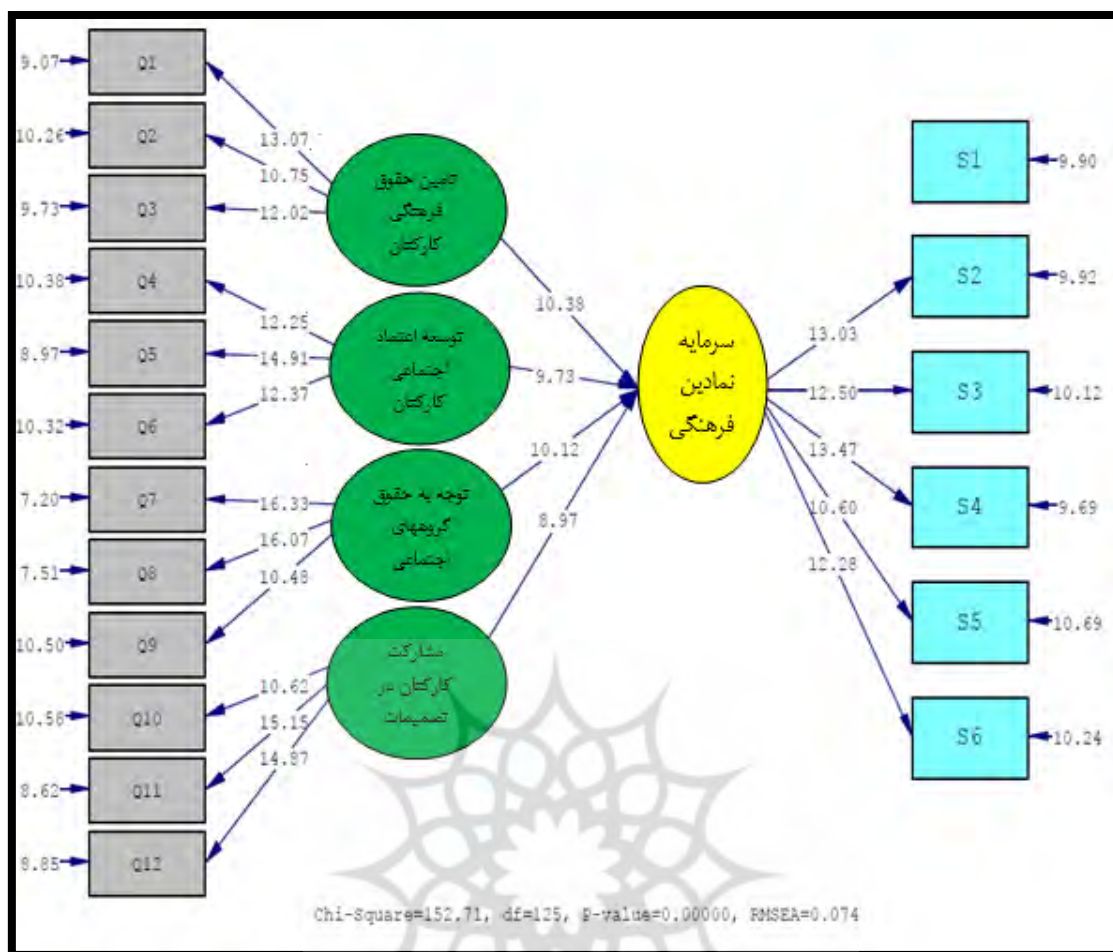 9.07
Q1
10.26
Q2
9.73
Q3
10.38
Q4
8.97
Q5
10.32
Q6
7.20
Q7
7.51
Q8
10.50
Q9
10.58
Q10
8.62
Q11
8.85
Q12
13.07
10.75
12.02
12.25
14.91
12.37
16.33
16.07
10.48
10.62
15.15
14.97
تامین حقوق
فرهنگی
کارکنان
توسعه اعتماد
اجتماعی
کارکنان
توجه به حقوق
گروههای
اجتماعی
مشارکت
کارکنان در
تصمیمات
10.38
9.73
10.12
8.97
سرمایه
نمادین
فرهنگی
13.03
12.50
13.47
10.60
12.28
S1
9.90
S2
9.92
S3
10.12
S4
9.69
S5
10.69
S6
10.24
Chi-Square=152.71, df=125, P-value=0.00000, RMSEA=0.074